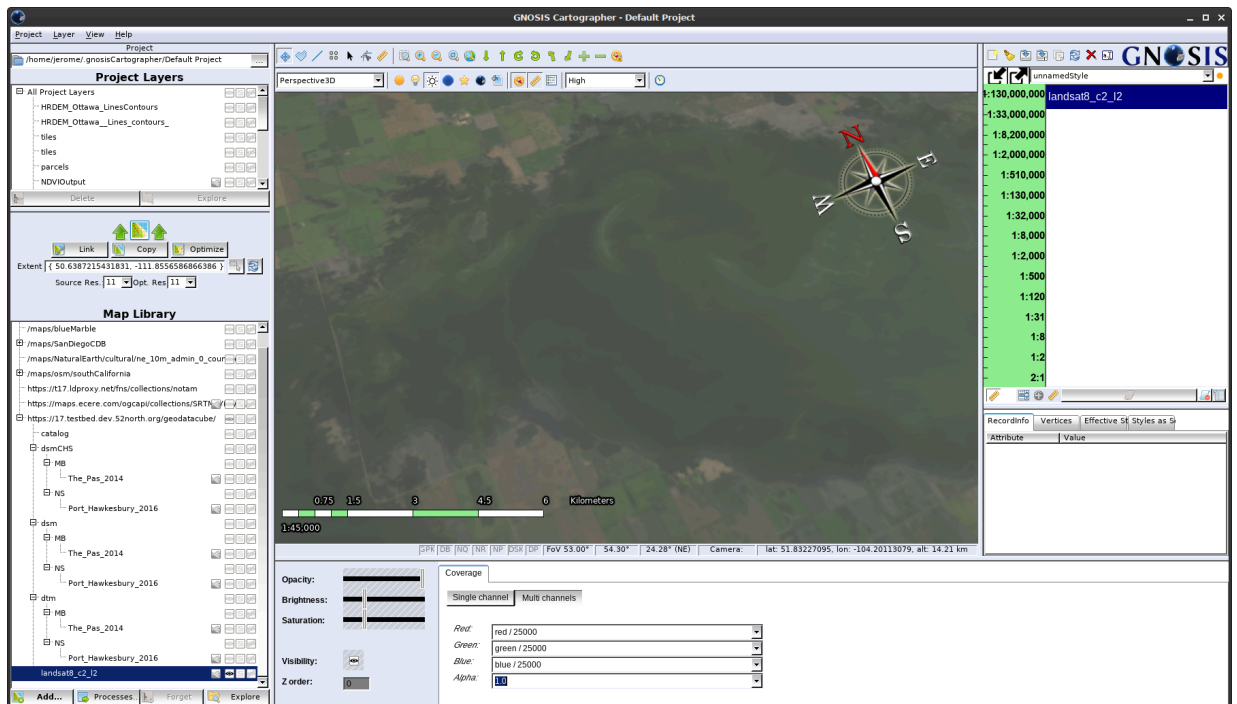 GNOSIS Cartographer - Default Project
Project Layer View Help
Project
/home/jerome/.gnosisCartographer/Default Project ...
Project Layers
All Project Layers
HRDEM_Ottawa_LinesContours
HRDEM_Ottawa__Lines_contours_
tiles
tiles
parcels
NDVIOutput
Delete Explore
Link Copy Optimize
Extent { 50.6387215431831, -111.8556586866386 }
Source Res. 11 Opt. Res 11
Map Library
/maps/blueMarble
/maps/SanDiegoCDB
/maps/NaturalEarth/cultural/ne_10m_admin_0_coun
/maps/osm/southCalifornia
https://t17.ldproxy.net/fns/collections/notam
https://maps.ecere.com/ogcapi/collections/SRTM
https://17.testbed.dev.52north.org/geodatacube/
catalog
dsmCHS
MB
The_Pas_2014
NS
Port_Hawkesbury_2016
dsm
MB
The_Pas_2014
NS
Port_Hawkesbury_2016
dtm
MB
The_Pas_2014
NS
Port_Hawkesbury_2016
landsat8_c2_l2
Add... Processes.. Forget Explore
Perspective3D High
N
E
W
S
0.75 1.5 3 4.5 6 Kilometers
1:45,000
GPK DB NO NR NP DSK DP FoV 53.00° 54.30° 24.28° (NE) Camera: lat: 51.83227095, lon: -104.20113079, alt: 14.21 km
Opacity:
Brightness:
Saturation:
Visibility:
Z order: 0
Coverage
Single channel Multi channels
Red: red / 25000
Green: green / 25000
Blue: blue / 25000
Alpha: 1.0
GNOSIS
unnamedStyle
1:130,000,000 landsat8_c2_l2
1:33,000,000
1:8,200,000
1:2,000,000
1:510,000
1:130,000
1:32,000
1:8,000
1:2,000
1:500
1:120
1:31
1:8
1:2
2:1
RecordInfo Vertices Effective St Styles as S
Attribute Value